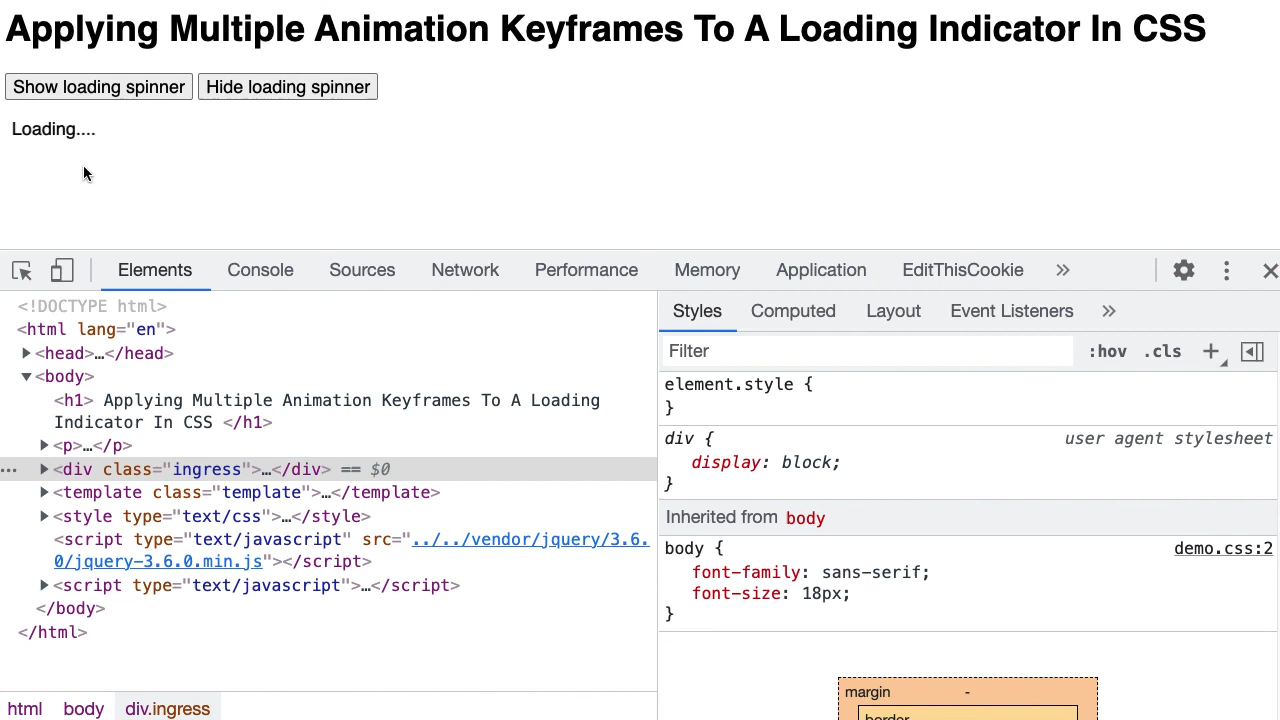 Applying Multiple Animation Keyframes To A Loading Indicator In CSS
Show loading spinner Hide loading spinner
Loading....
Elements Console Sources Network Performance Memory Application EditThisCookie »
<!DOCTYPE html>
<html lang="en">
▶<head>…</head>
▼<body>
<h1> Applying Multiple Animation Keyframes To A Loading
Indicator In CSS </h1>
▶<p>…</p>
▶<div class="ingress">…</div> == $0
▶<template class="template">…</template>
▶<style type="text/css">…</style>
<script type="text/javascript" src="../../vendor/jquery/3.6.
0/jquery-3.6.0.min.js"></script>
▶<script type="text/javascript">…</script>
</body>
</html>
html body div.ingress
Styles Computed Layout Event Listeners »
Filter :hov .cls +
element.style {
}
div { user agent stylesheet
display: block;
}
Inherited from body
body { demo.css:2
font-family: sans-serif;
font-size: 18px;
}
margin -
border